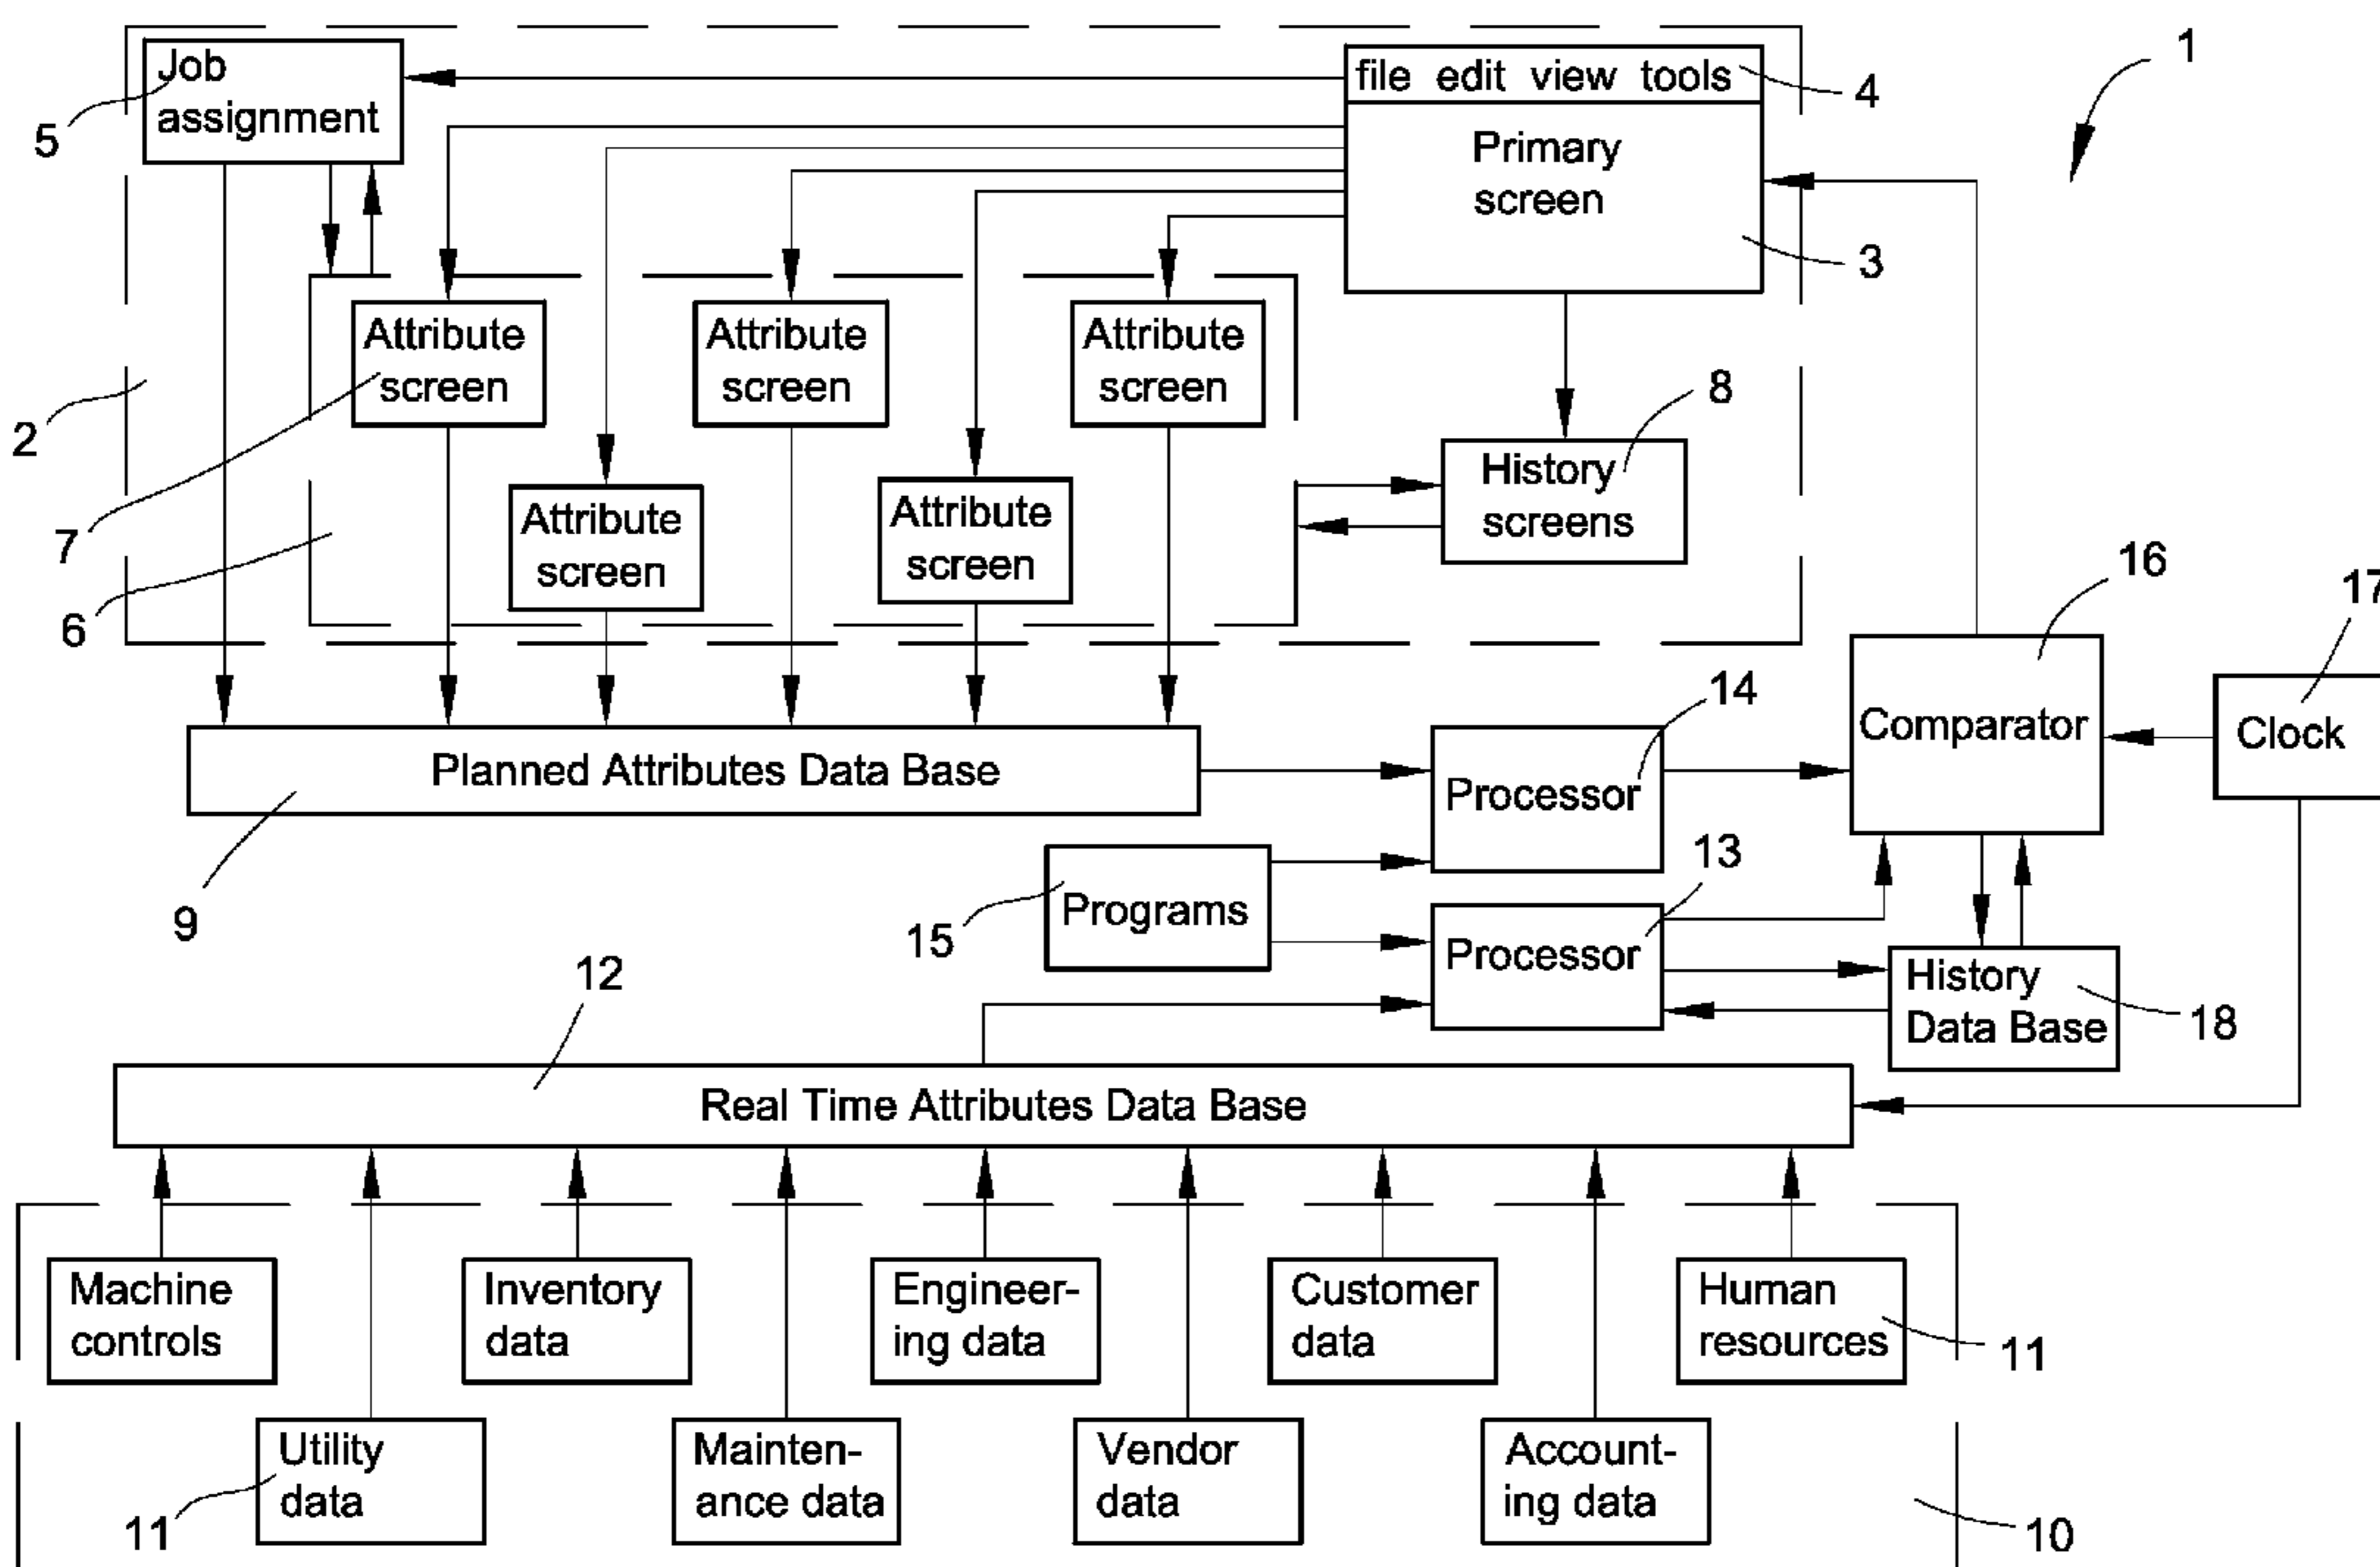 1
Job
assignment
5
file edit view tools
4
Primary
screen
3
2
Attribute
screen
Attribute
screen
Attribute
screen
7
Attribute
screen
Attribute
screen
6
History
screens
8
16
17
Comparator
Clock
14
Planned Attributes Data Base
9
Processor
13
Programs
15
Processor
History
Data Base
18
12
Real Time Attributes Data Base
Machine
controls
Inventory
data
Engineer-
ing data
Customer
data
Human
resources
11
Utility
data
11
Mainten-
ance data
Vendor
data
Account-
ing data
10